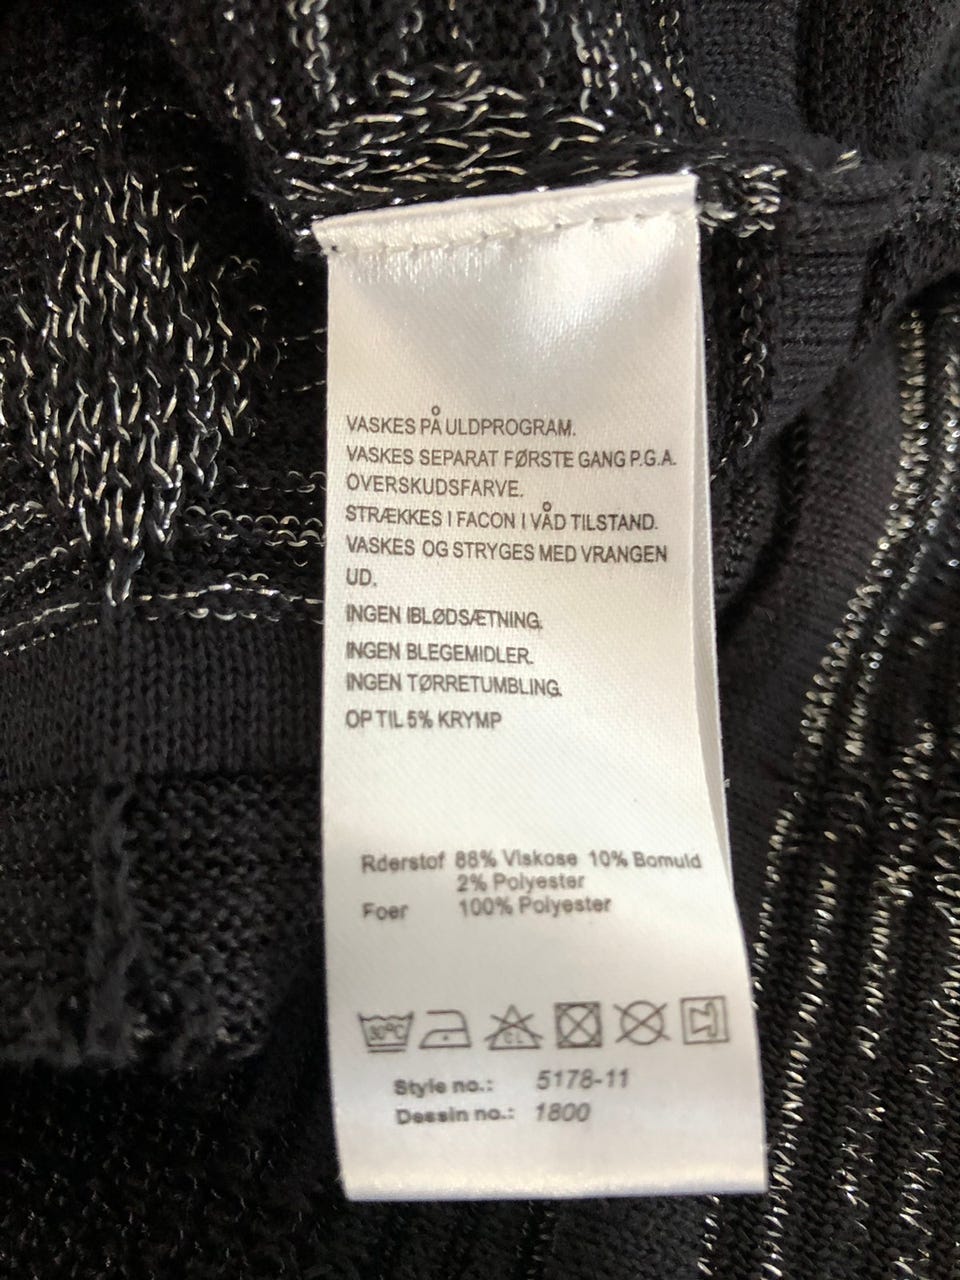 VASKES PÅ ULDPROGRAM.
VASKES SEPARAT FØRSTE GANG P.G.A.
OVERSKUDSFARVE.
STRÆKKES I FACON I VÅD TILSTAND.
VASKES OG STRYGES MED VRANGEN
UD.
INGEN IBLØDSÆTNING.
INGEN BLEGEMIDLER.
INGEN TØRRETUMBLING.
OP TIL 5% KRYMP
Rderstof 88% Viskose 10% Bomuld
2% Polyester
Foer 100% Polyester
30°C CL
Style no.: 5178-11
Dessin no.: 1800